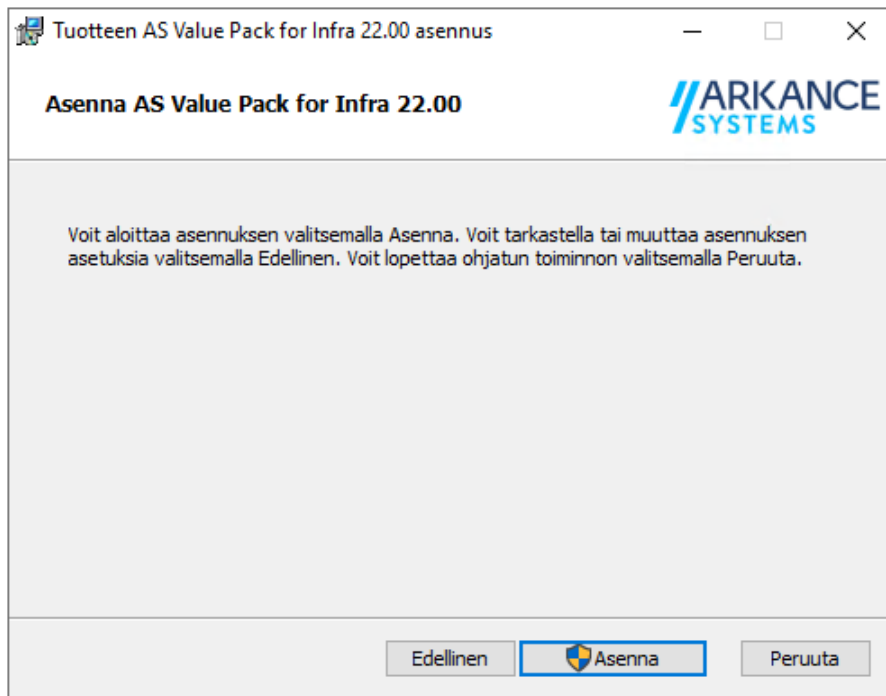 Tuotteen AS Value Pack for Infra 22.00 asennus
Asenna AS Value Pack for Infra 22.00
ARKANCE
SYSTEMS
Voit aloittaa asennuksen valitsemalla Asenna. Voit tarkastella tai muuttaa asennuksen
asetuksia valitsemalla Edellinen. Voit lopettaa ohjatun toiminnon valitsemalla Peruuta.
Edellinen
Asenna
Peruuta